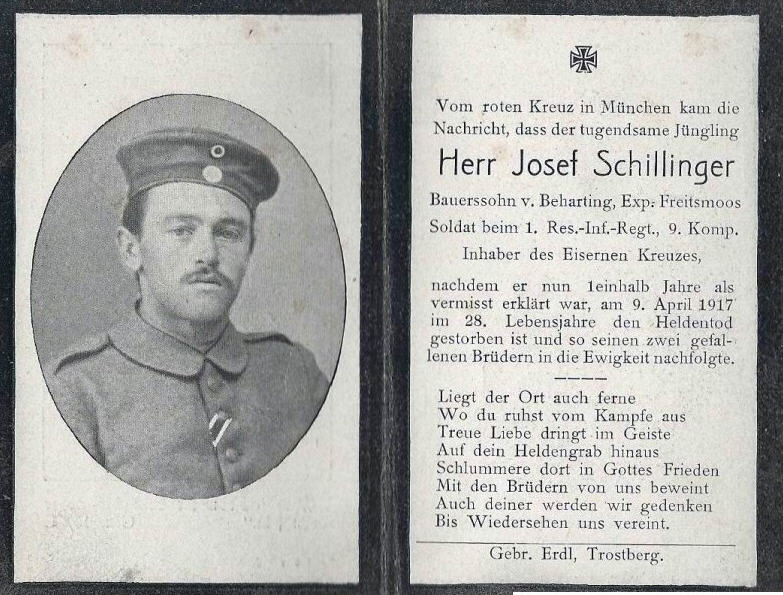 Vom roten Kreuz in München kam die
Nachricht, dass der tugendsame Jüngling
Herr Josef Schillinger
Bauerssohn v. Beharting, Exp. Freitsmoos
Soldat beim 1. Res.-Inf.-Regt., 9. Komp.
Inhaber des Eisernen Kreuzes,
nachdem er nun 1einhalb Jahre als
vermisst erklärt war, am 9. April 1917
im 28. Lebensjahre den Heldentod
gestorben ist und so seinen zwei gefal-
lenen Brüdern in die Ewigkeit nachfolgte.
Liegt der Ort auch ferne
Wo du ruhst vom Kampfe aus
Treue Liebe dringt im Geiste
Auf dein Heldengrab hinaus
Schlummere dort in Gottes Frieden
Mit den Brüdern von uns beweint
Auch deiner werden wir gedenken
Bis Wiedersehen uns vereint.
Gebr. Erdl, Trostberg.